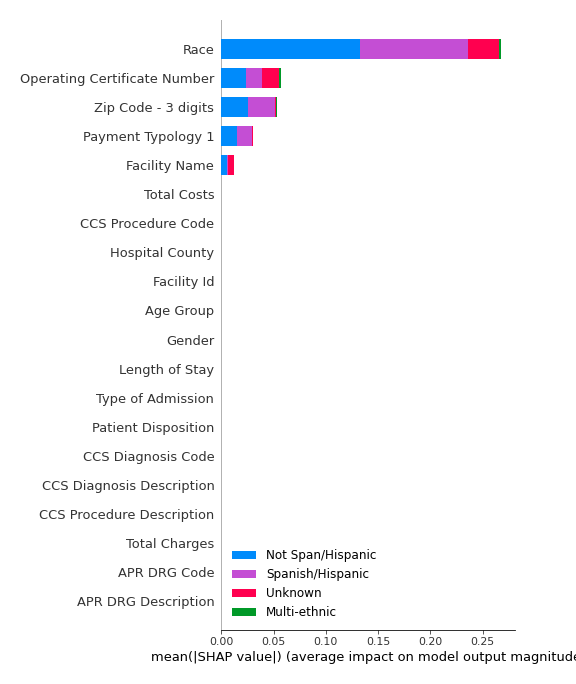 Race
Operating Certificate Number
Zip Code - 3 digits
Payment Typology 1
Facility Name
Total Costs
CCS Procedure Code
Hospital County
Facility Id
Age Group
Gender
Length of Stay
Type of Admission
Patient Disposition
CCS Diagnosis Code
CCS Diagnosis Description
CCS Procedure Description
Total Charges
APR DRG Code
APR DRG Description
Not Span/Hispanic
Spanish/Hispanic
Unknown
Multi-ethnic
0.00 0.05 0.10 0.15 0.20 0.25
mean(|SHAP value|) (average impact on model output magnitude